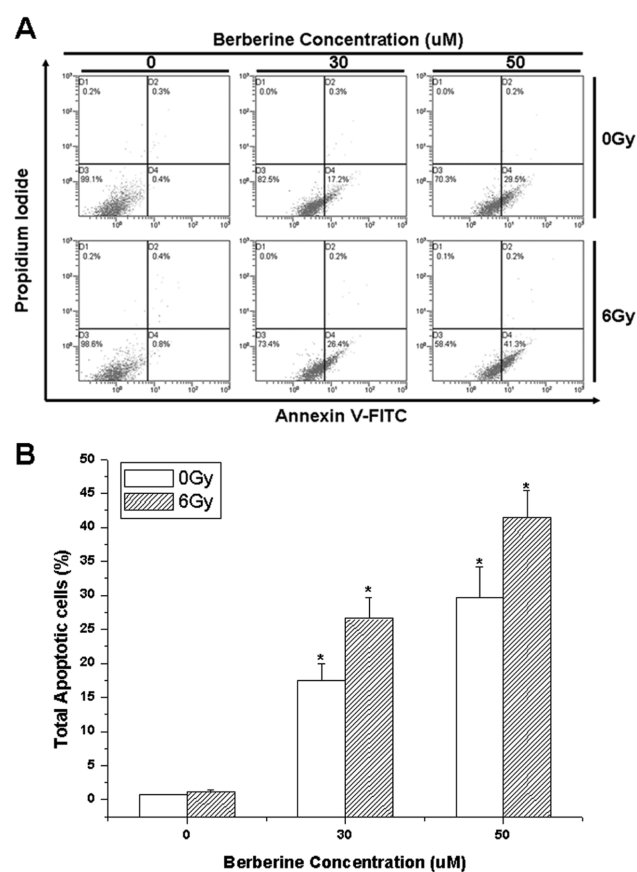 A
Berberine Concentration (uM)
0 30 50
D1 D2
0.2% 0.3%
D3 D4
99.1% 0.4%
D1 D2
0.0% 0.3%
D3 D4
82.5% 17.2%
D1 D2
0.0% 0.2%
D3 D4
70.3% 29.5%
0Gy
D1 D2
0.2% 0.4%
D3 D4
98.6% 0.8%
D1 D2
0.0% 0.2%
D3 D4
73.4% 26.4%
D1 D2
0.1% 0.2%
D3 D4
58.4% 41.3%
6Gy
Propidium Iodide
Annexin V-FITC
B
0Gy
6Gy
50
45
40
35
30
25
20
15
10
5
0
* * * *
Total Apoptotic cells (%)
0 30 50
Berberine Concentration (uM)